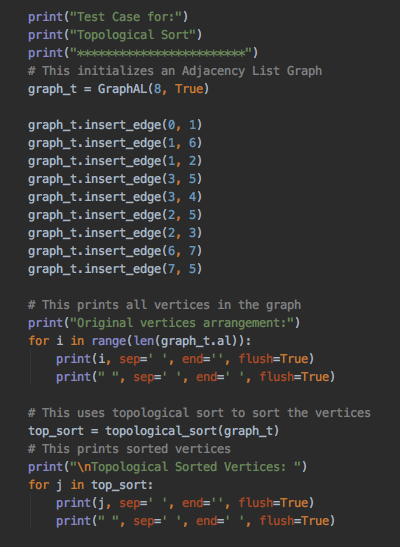 print("Test Case for:")
print("Topological Sort")
print("************************")
# This initializes an Adjacency List Graph
graph_t = GraphAL(8, True)
graph_t.insert_edge(0, 1)
graph_t.insert_edge(1, 6)
graph_t.insert_edge(1, 2)
graph_t.insert_edge(3, 5)
graph_t.insert_edge(3, 4)
graph_t.insert_edge(2, 5)
graph_t.insert_edge(2, 3)
graph_t.insert_edge(6, 7)
graph_t.insert_edge(7, 5)
# This prints all vertices in the graph
print("Original vertices arrangement:")
for i in range(len(graph_t.al)):
    print(i, sep=' ', end='', flush=True)
    print(" ", sep=' ', end=' ', flush=True)
# This uses topological sort to sort the vertices
top_sort = topological_sort(graph_t)
# This prints sorted vertices
print("\nTopological Sorted Vertices: ")
for j in top_sort:
    print(j, sep=' ', end='', flush=True)
    print(" ", sep=' ', end=' ', flush=True)